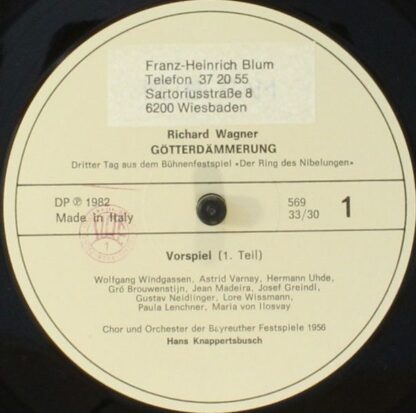 Franz-Heinrich Blum
Telefon 37 20 55
Sartoriusstraße 8
6200 Wiesbaden
Richard Wagner
GÖTTERDÄMMERUNG
Dritter Tag aus dem Bühnenfestspiel «Der Ring des Nibelungen»
DP ℗ 1982
Made in Italy
569
33/30
1
Vorspiel (1. Teil)
Wolfgang Windgassen, Astrid Varnay, Hermann Uhde,
Gré Brouwenstijn, Jean Madeira, Josef Greindl,
Gustav Neidlinger, Lore Wissmann,
Paula Lenchner, Maria von Ilosvay
Chor und Orchester der Bayreuther Festspiele 1956
Hans Knappertsbusch